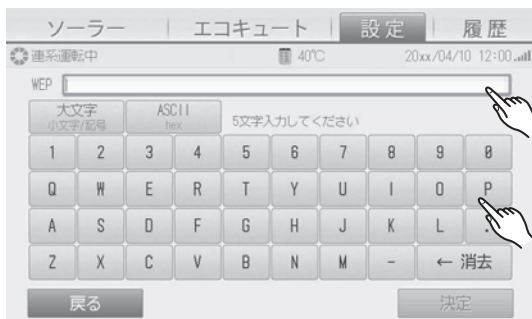 ソーラー エコキュート 設定 履歴
連系運転中 40℃ 20xx/04/10 12:00
WEP
大文字 ASCII 5文字入力してください
小文字/記号 hex
1 2 3 4 5 6 7 8 9 0
Q W E R T Y U I O P
A S D F G H J K L .
Z X C V B N M - ← 消去
戻る 決定